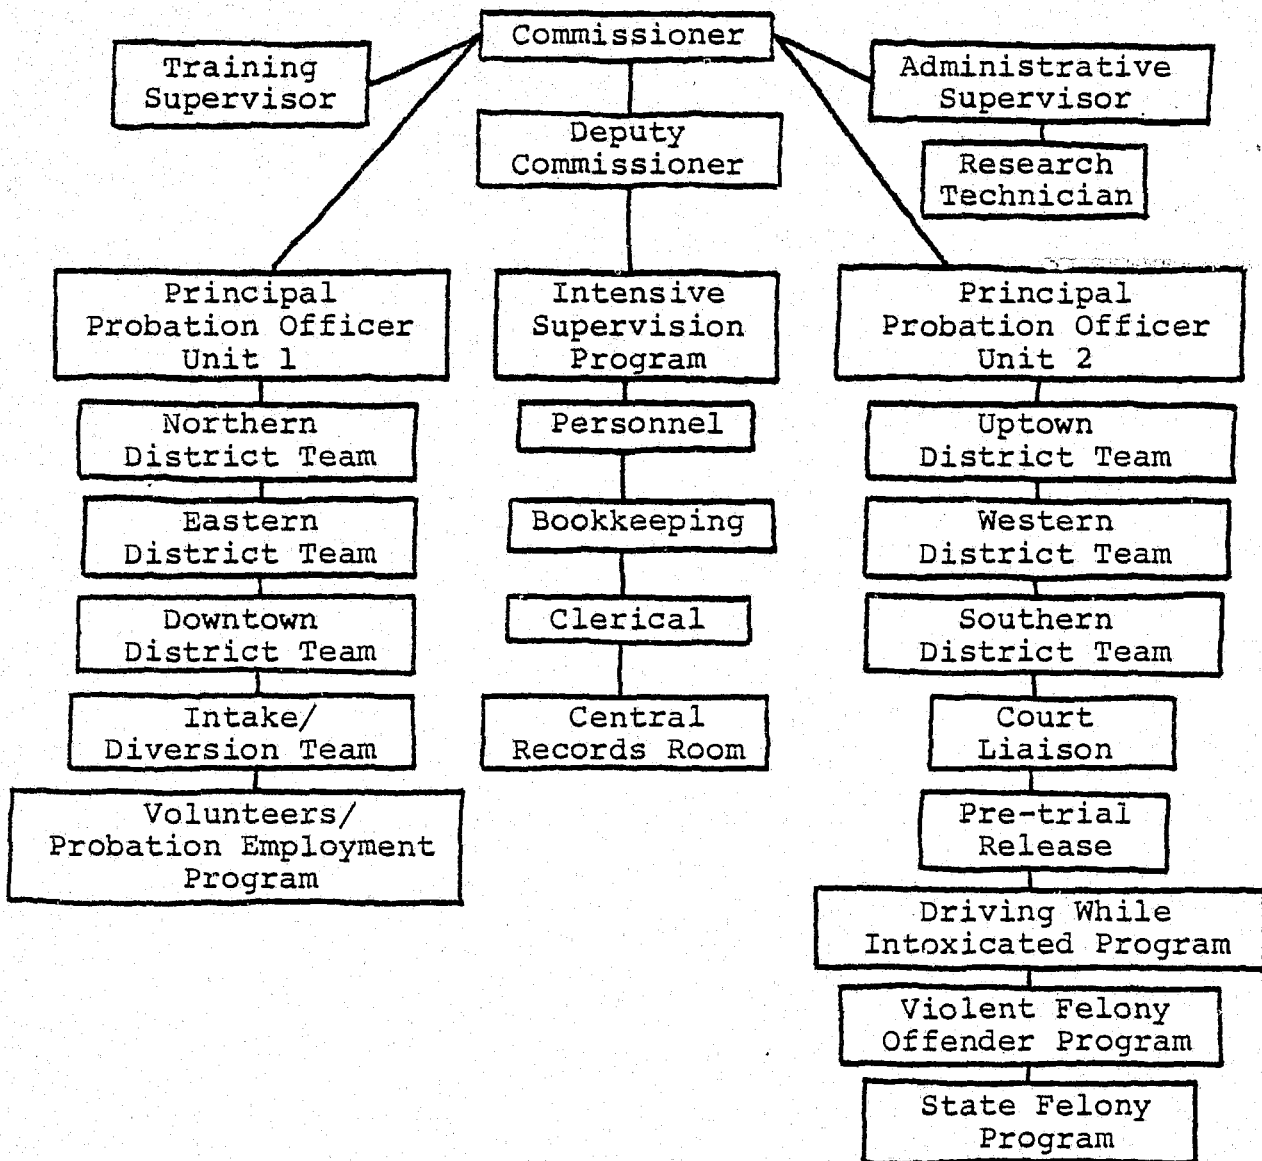 Commissioner
Training
Supervisor
Administrative
Supervisor
Deputy
Commissioner
Research
Technician
Principal
Probation Officer
Unit 1
Intensive
Supervision
Program
Principal
Probation Officer
Unit 2
Northern
District Team
Personnel
Uptown
District Team
Eastern
District Team
Bookkeeping
Western
District Team
Downtown
District Team
Clerical
Southern
District Team
Intake/
Diversion Team
Central
Records Room
Court
Liaison
Volunteers/
Probation Employment
Program
Pre-trial
Release
Driving While
Intoxicated Program
Violent Felony
Offender Program
State Felony
Program